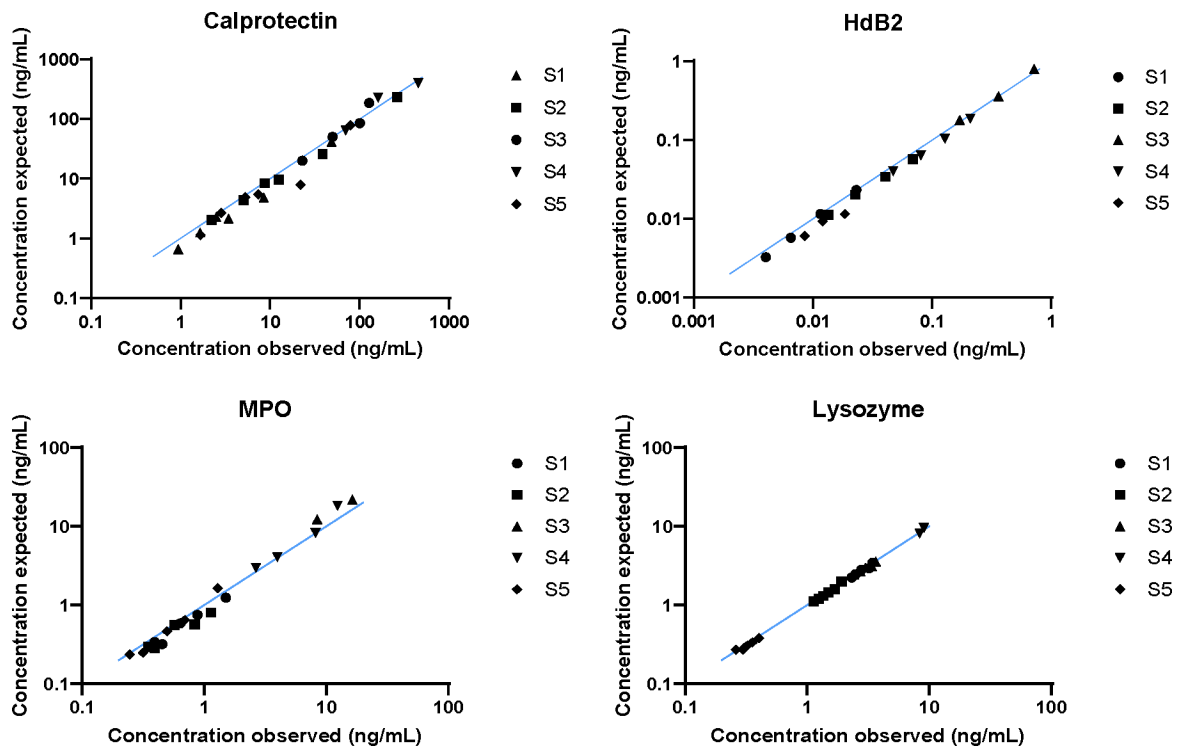 Calprotectin
Concentration expected (ng/mL)
1000
100
10
1
0.1
0.1
1
10
100
1000
Concentration observed (ng/mL)
S1
S2
S3
S4
S5
HdB2
Concentration expected (ng/mL)
1
0.1
0.01
0.001
0.001
0.01
0.1
1
Concentration observed (ng/mL)
S1
S2
S3
S4
S5
MPO
Concentration expected (ng/mL)
100
10
1
0.1
0.1
1
10
100
Concentration observed (ng/mL)
S1
S2
S3
S4
S5
Lysozyme
Concentration expected (ng/mL)
100
10
1
0.1
0.1
1
10
100
Concentration observed (ng/mL)
S1
S2
S3
S4
S5